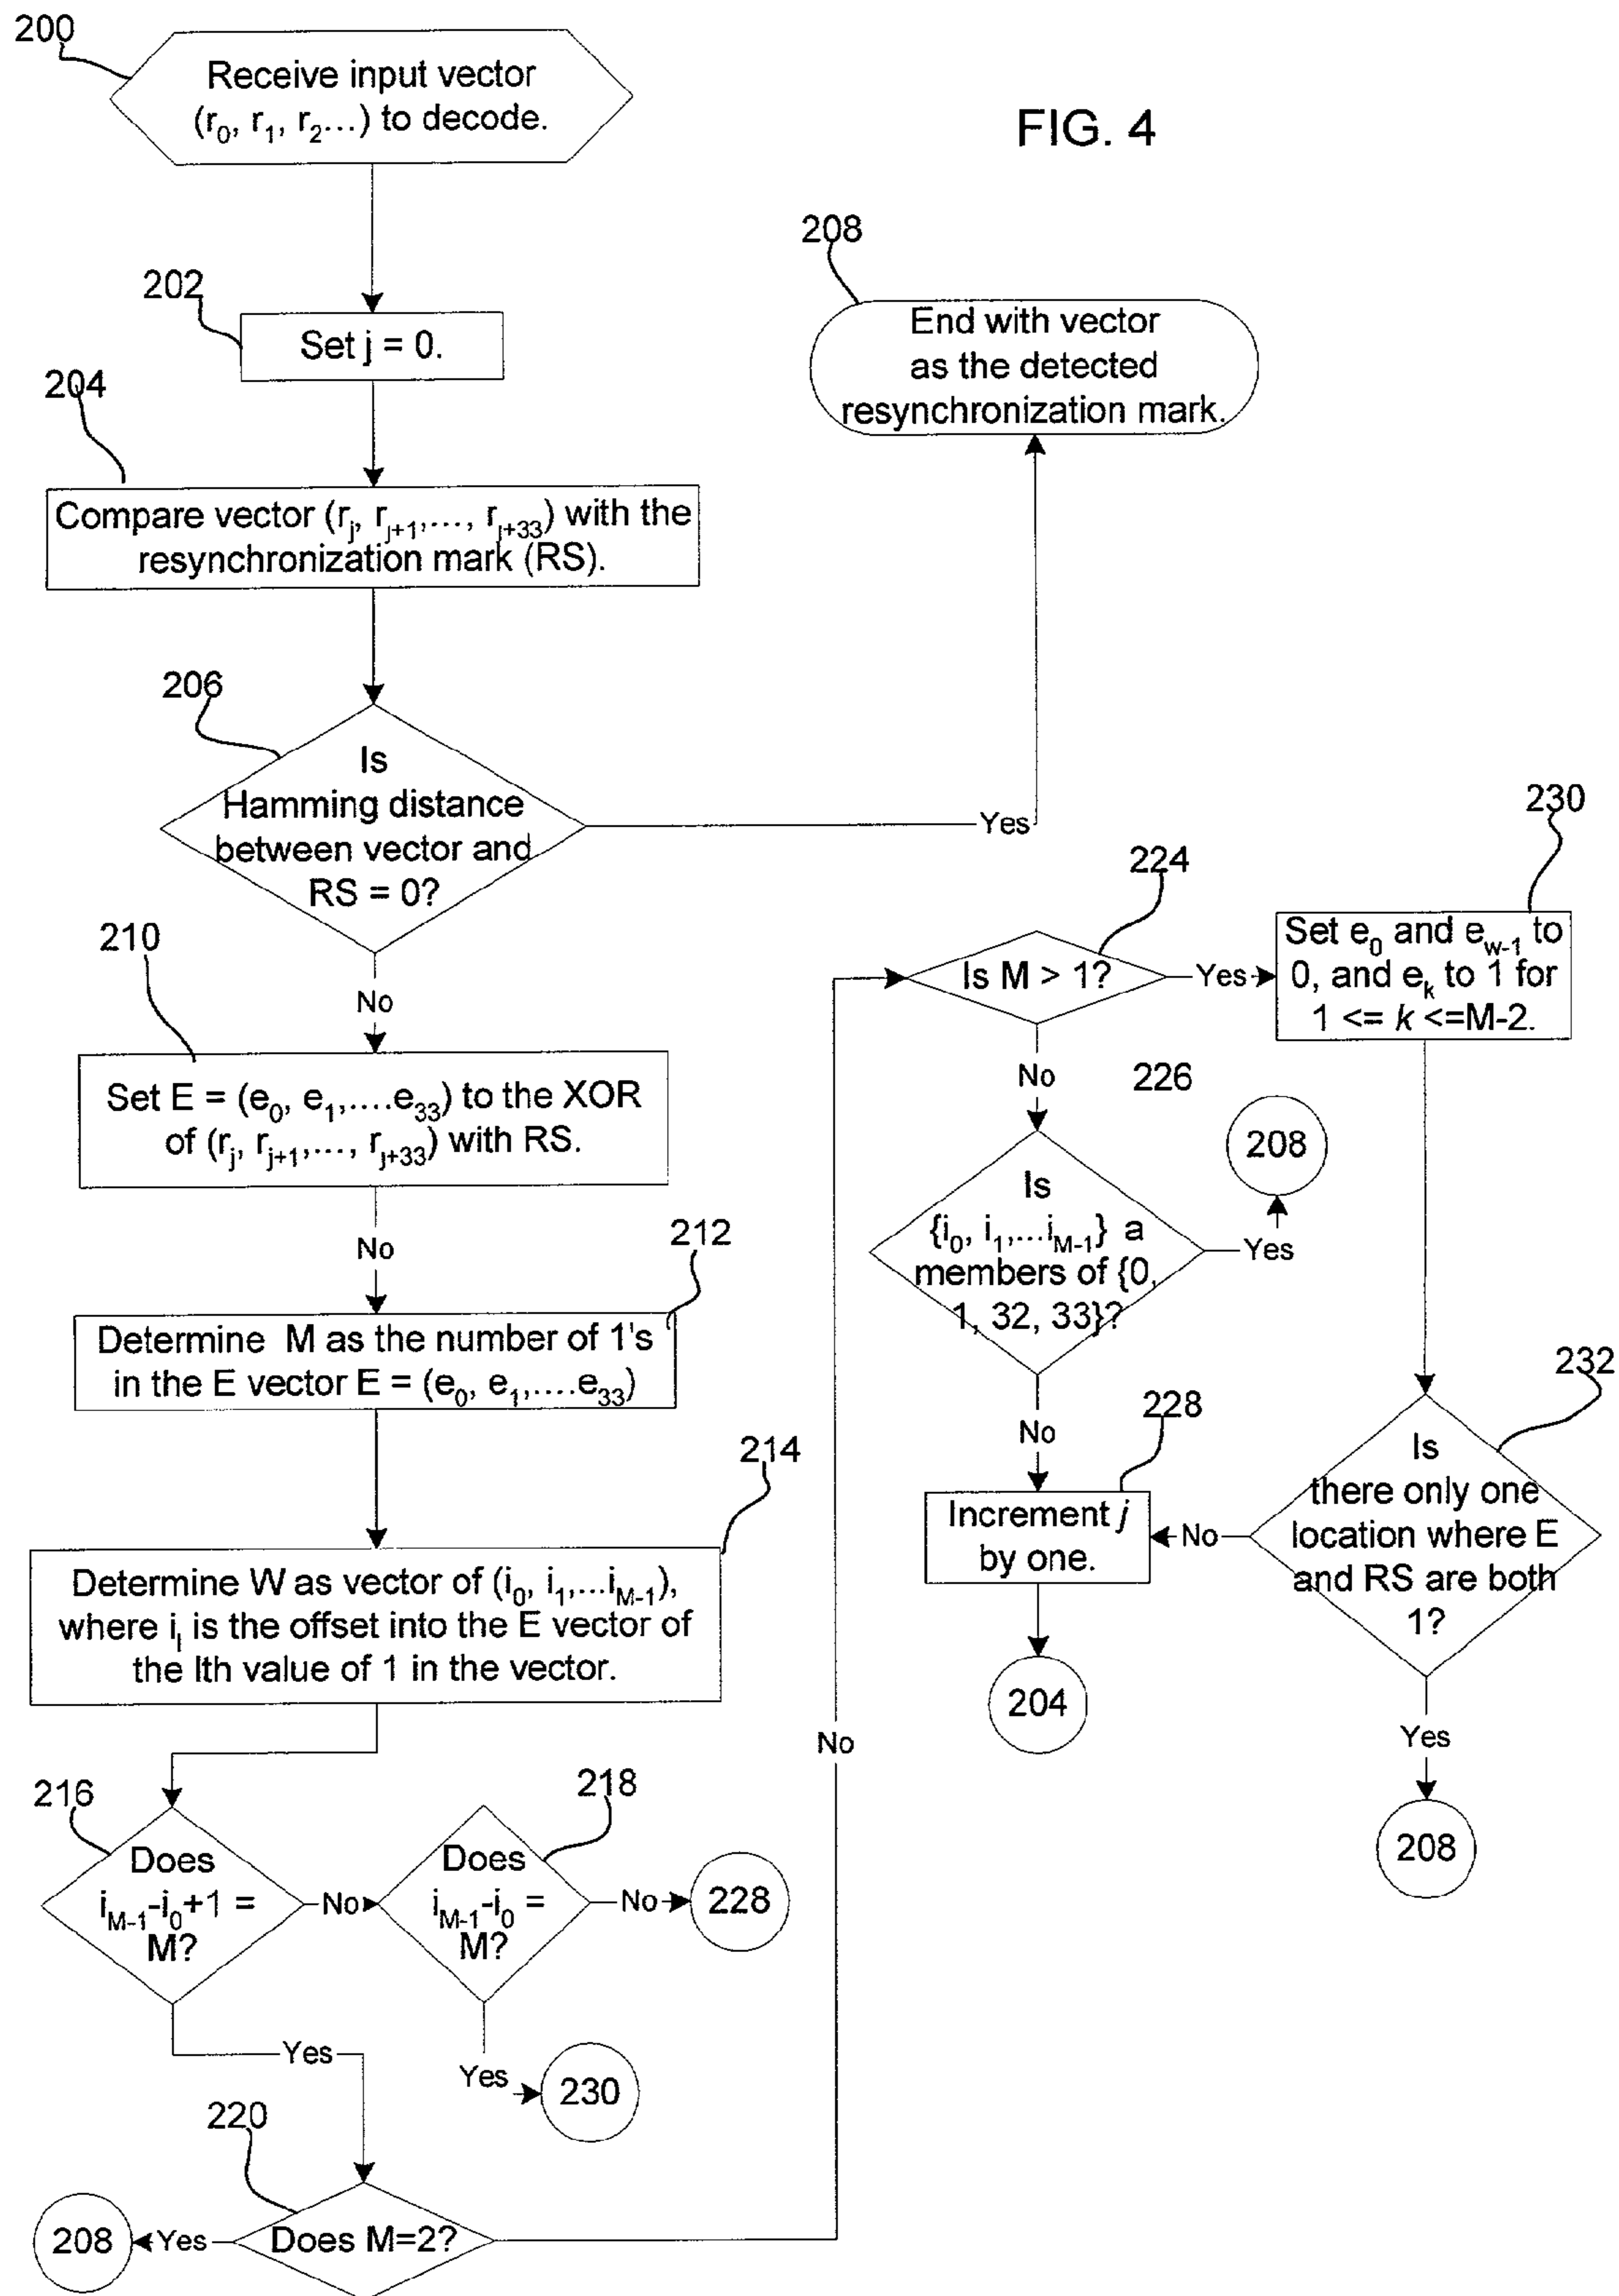 200
Receive input vector
(r0, r1, r2...) to decode.
FIG. 4
202
Set j = 0.
208
End with vector
as the detected
resynchronization mark.
204
Compare vector (rj, rj+1,..., rj+33) with the
resynchronization mark (RS).
206
Is
Hamming distance
between vector and
RS = 0?
Yes
No
210
Set E = (e0, e1,....e33) to the XOR
of (rj, rj+1,..., rj+33) with RS.
No
212
Determine M as the number of 1's
in the E vector E = (e0, e1,....e33)
214
Determine W as vector of (i0, i1,...iM-1),
where il is the offset into the E vector of
the lth value of 1 in the vector.
216
Does
iM-1-i0+1 =
M?
No
218
Does
iM-1-i0 =
M?
No
228
Yes
230
Yes
220
Does M=2?
Yes
208
No
224
Is M > 1?
Yes
230
Set e0 and ew-1 to
0, and ek to 1 for
1 <= k <=M-2.
No
226
Is
{i0, i1,...iM-1} a
members of {0,
1, 32, 33}?
Yes
208
No
228
Increment j
by one.
204
232
Is
there only one
location where E
and RS are both
1?
No
Yes
208